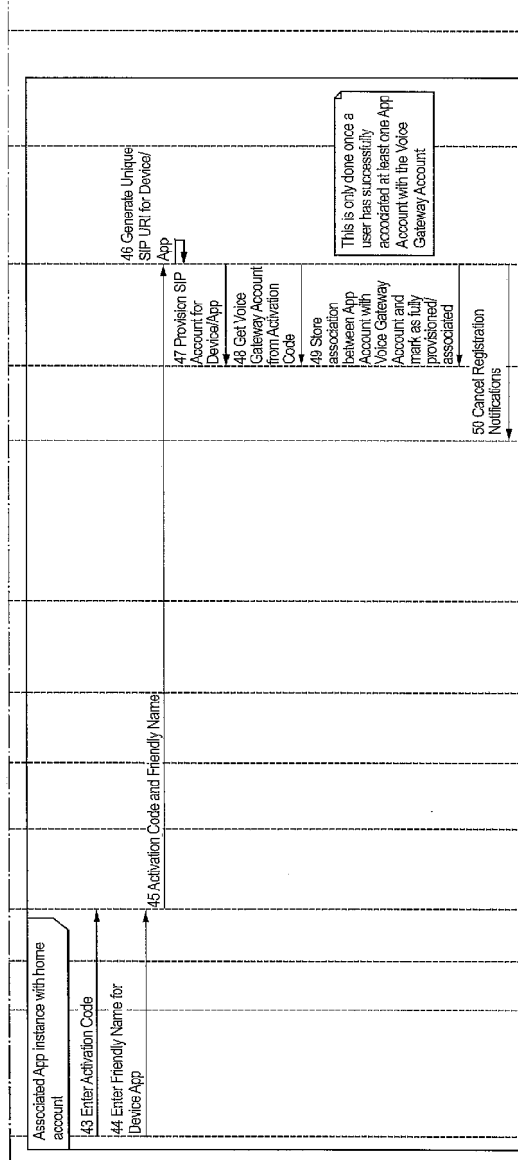 Associated App instance with home
account
43 Enter Activation Code
44 Enter Friendly Name for
Device App
45 Activation Code and Friendly Name
46 Generate Unique
SIP URI for Device/
App
47 Provision SIP
Account for
Device/App
48 Get Voice
Gateway Account
from Activation
Code
49 Store
association
between App
Account with
Voice Gateway
Account and
mark as fully
provisioned/
associated
This is only done once a
user has successfully
accociated at least one App
Account with the Voice
Gateway Account
50 Cancel Registration
Notifications